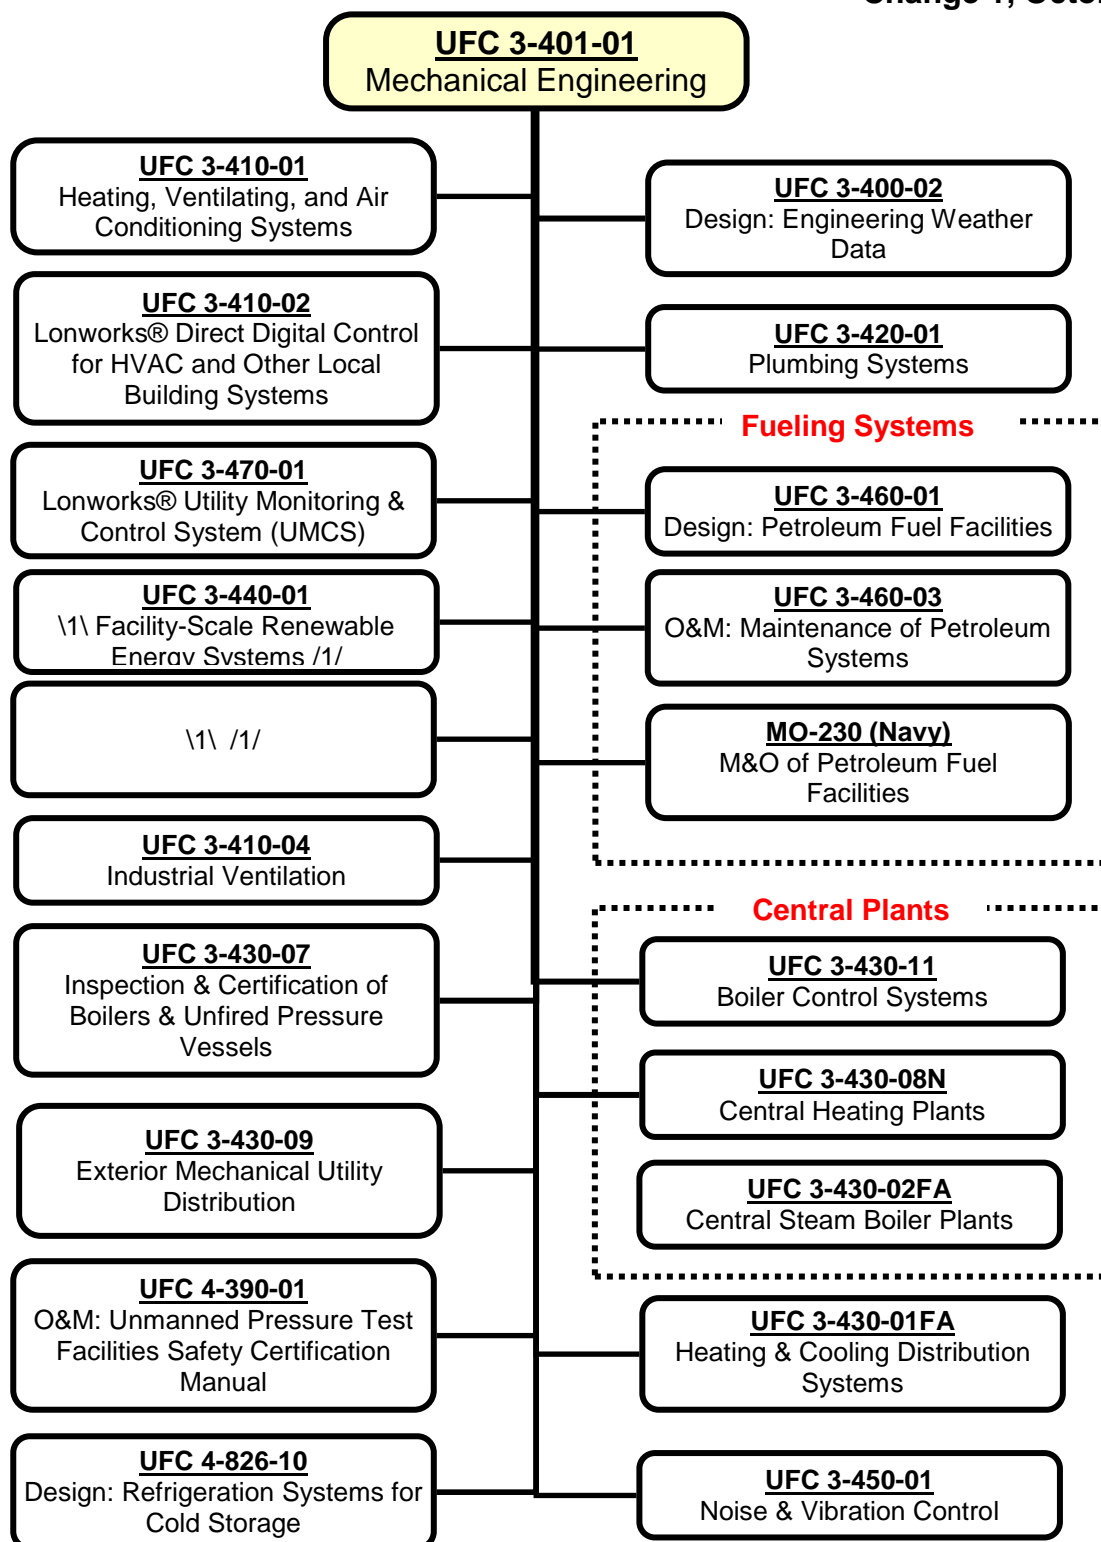 UFC 3-401-01
Mechanical Engineering
UFC 3-410-01
Heating, Ventilating, and Air
Conditioning Systems
UFC 3-410-02
Lonworks® Direct Digital Control
for HVAC and Other Local
Building Systems
UFC 3-470-01
Lonworks® Utility Monitoring &
Control System (UMCS)
UFC 3-440-01
\1\ Facility-Scale Renewable
Energy Systems /1/
\1\ /1/
UFC 3-410-04
Industrial Ventilation
UFC 3-430-07
Inspection & Certification of
Boilers & Unfired Pressure
Vessels
UFC 3-430-09
Exterior Mechanical Utility
Distribution
UFC 4-390-01
O&M: Unmanned Pressure Test
Facilities Safety Certification
Manual
UFC 4-826-10
Design: Refrigeration Systems for
Cold Storage
UFC 3-400-02
Design: Engineering Weather
Data
UFC 3-420-01
Plumbing Systems
Fueling Systems
UFC 3-460-01
Design: Petroleum Fuel Facilities
UFC 3-460-03
O&M: Maintenance of Petroleum
Systems
MO-230 (Navy)
M&O of Petroleum Fuel
Facilities
Central Plants
UFC 3-430-11
Boiler Control Systems
UFC 3-430-08N
Central Heating Plants
UFC 3-430-02FA
Central Steam Boiler Plants
UFC 3-430-01FA
Heating & Cooling Distribution
Systems
UFC 3-450-01
Noise & Vibration Control